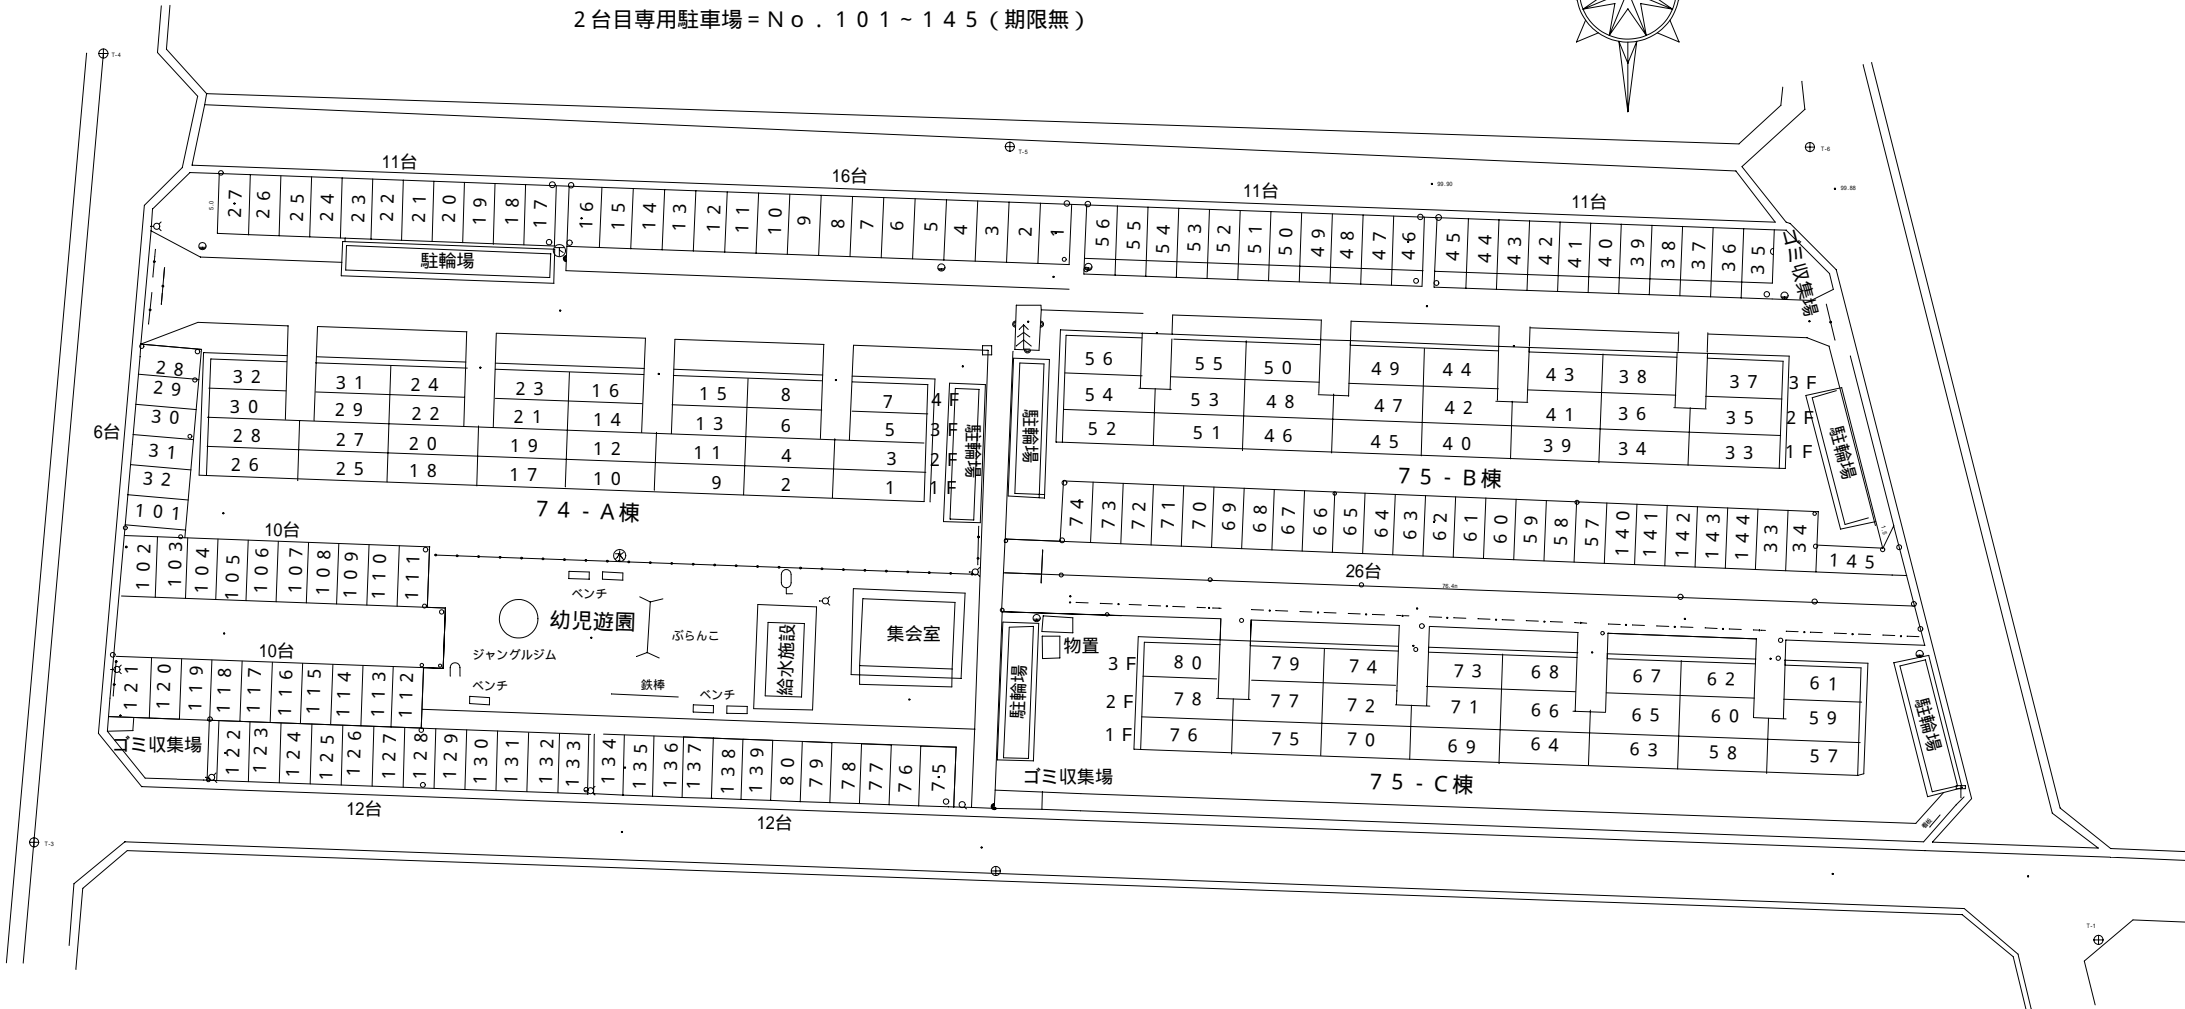 2台目専用駐車場=No.101~145(期限無)
T-4
T-5
T-6
99.90
99.88
11台
16台
11台
11台
5.0
27 26 25 24 23 22 21 20 19 18 17
16 15 14 13 12 11 10 9 8 7 6 5 4 3 2 1
56 55 54 53 52 51 50 49 48 47 46
45 44 43 42 41 40 39 38 37 36 35
ゴミ収集場
駐輪場
28
29
30
31
32
101
6台
32 31 24 23 16 15 8 7 4F
30 29 22 21 14 13 6 5 3F
28 27 20 19 12 11 4 3 2F
26 25 18 17 10 9 2 1 1F
74-A棟
駐輪場
駐輪場
56 55 50 49 44 43 38 37 3F
54 53 48 47 42 41 36 35 2F
52 51 46 45 40 39 34 33 1F
75-B棟
駐輪場
74 73 72 71 70 69 68 67 66 65 64 63 62 61 60 59 58 57 140 141 142 143 144 33 34
145
26台
76.4m
10台
102 103 104 105 106 107 108 109 110 111
水
ベンチ
幼児遊園
ぶらんこ
ジャングルジム
ベンチ
鉄棒
ベンチ
給水施設
集会室
10台
121 120 119 118 117 116 115 114 113 112
ゴミ収集場
122 123 124 125 126 127 128 129 130 131 132 133
134 135 136 137 138 139 80 79 78 77 76 75
12台
12台
物置
駐輪場
3F 80 79 74 73 68 67 62 61
2F 78 77 72 71 66 65 60 59
1F 76 75 70 69 64 63 58 57
ゴミ収集場
75-C棟
駐輪場
T-3
T-1